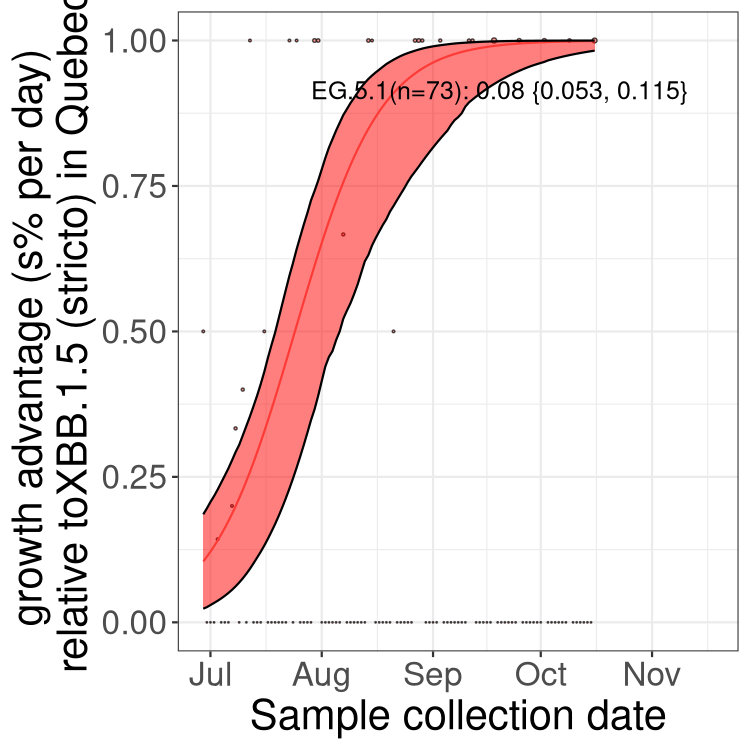 growth advantage (s% per day)
relative toXBB.1.5 (stricto) in Quebec
1.00
0.75
0.50
0.25
0.00
EG.5.1(n=73): 0.08 {0.053, 0.115}
Jul Aug Sep Oct Nov
Sample collection date